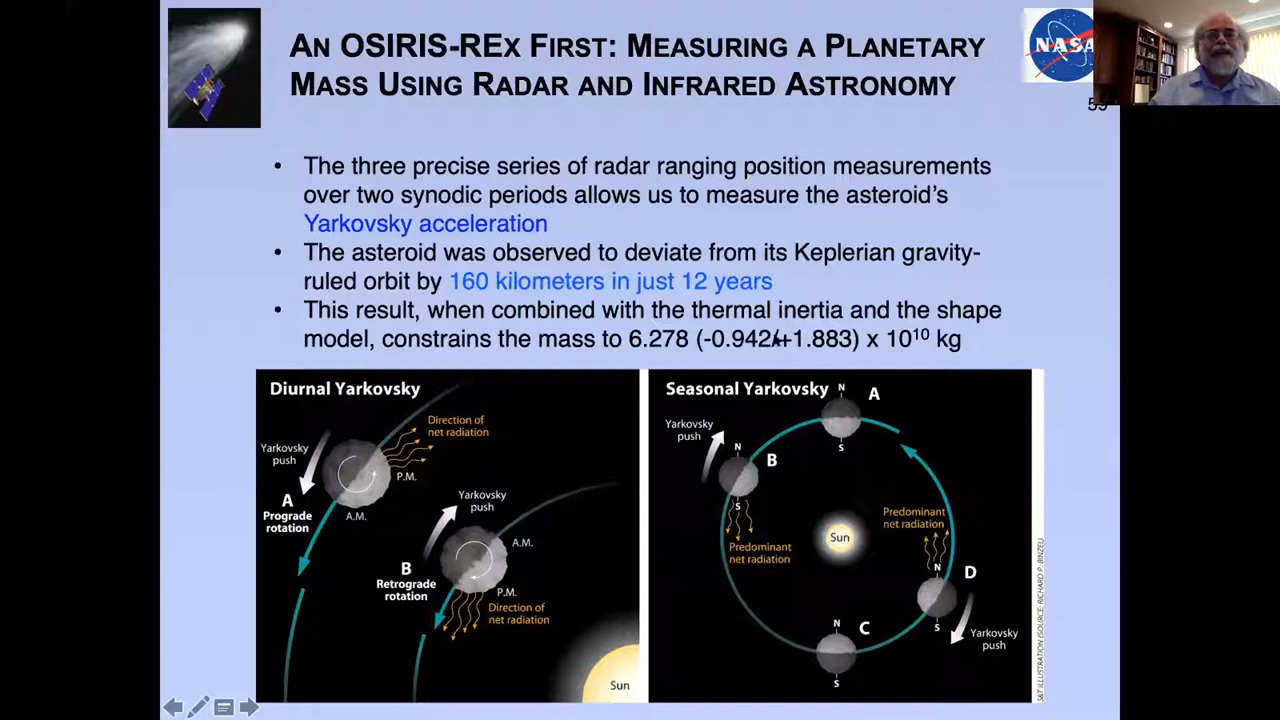 AN OSIRIS-REX FIRST: MEASURING A PLANETARY
MASS USING RADAR AND INFRARED ASTRONOMY
NASA
59
• The three precise series of radar ranging position measurements
over two synodic periods allows us to measure the asteroid's
Yarkovsky acceleration
• The asteroid was observed to deviate from its Keplerian gravity-
ruled orbit by 160 kilometers in just 12 years
• This result, when combined with the thermal inertia and the shape
model, constrains the mass to 6.278 (-0.942/+1.883) x 10¹⁰ kg
Diurnal Yarkovsky
Direction of
net radiation
Yarkovsky
push
P.M.
A
Prograde
rotation
A.M.
Yarkovsky
push
A.M.
B
Retrograde
rotation
P.M.
Direction of
net radiation
Sun
Seasonal Yarkovsky
N
A
S
Yarkovsky
push
N
B
S
Predominant
net radiation
Sun
Predominant
net radiation
N
D
S
Yarkovsky
push
N
C
S
S&T ILLUSTRATION (SOURCE: RICHARD P. BINZEL)